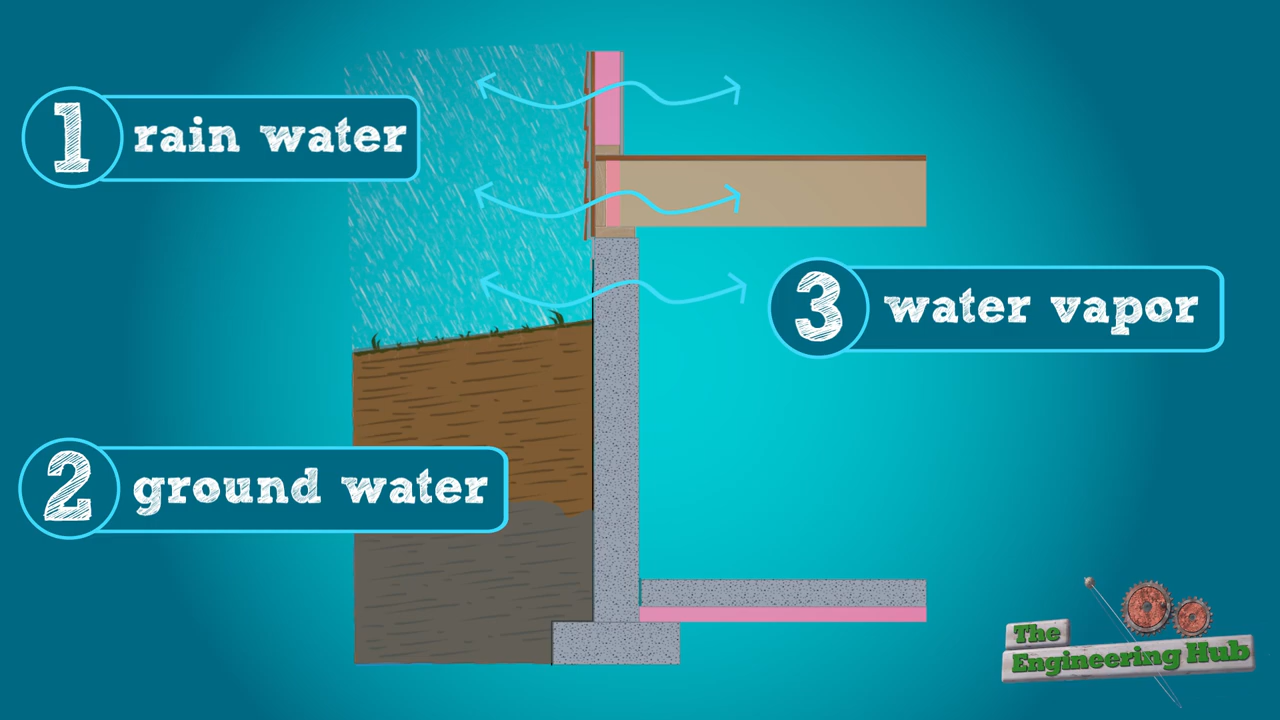 1 rain water
2 ground water
3 water vapor
The
Engineering Hub